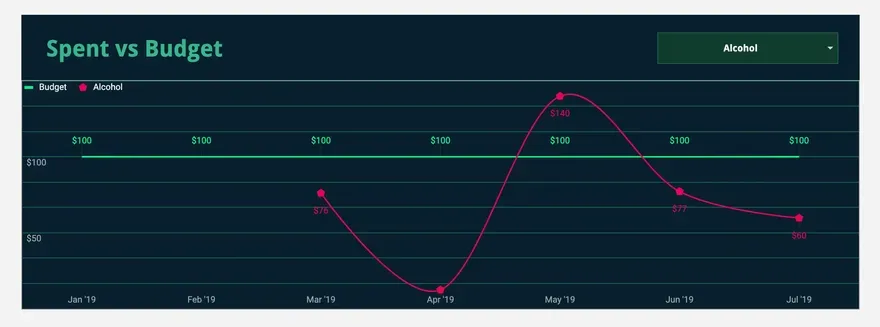 Spent vs Budget
Alcohol
Budget Alcohol
$140
$100 $100 $100 $100 $100 $100 $100
$100
$76 $77
$60
$50
Jan '19 Feb '19 Mar '19 Apr '19 May '19 Jun '19 Jul '19